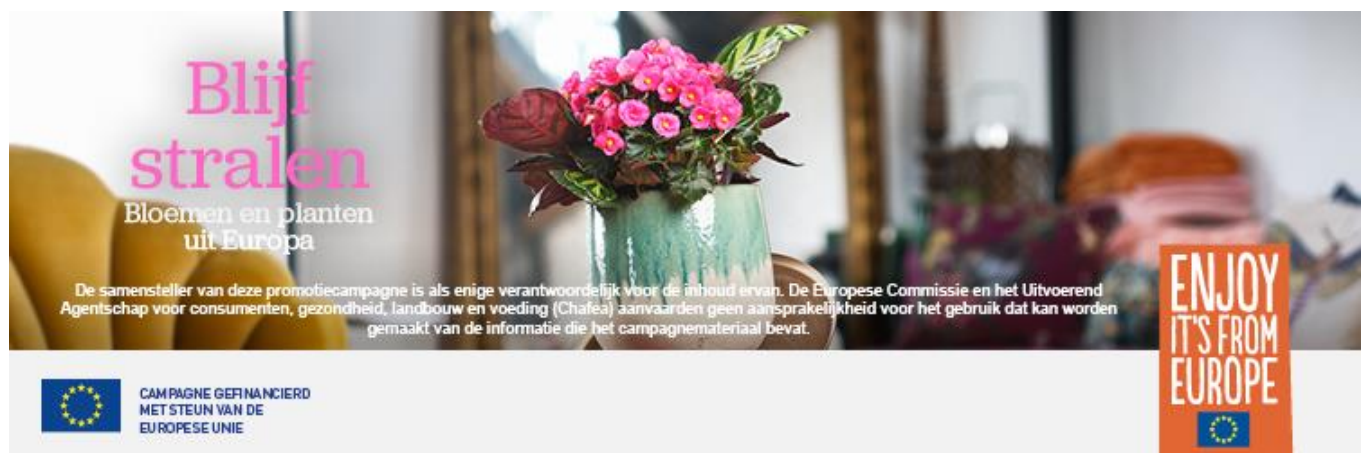 Blijf
stralen
Bloemen en planten
uit Europa
De samensteller van deze promotiecampagne is als enige verantwoordelijk voor de inhoud ervan. De Europese Commissie en het Uitvoerend
Agentschap voor consumenten, gezondheid, landbouw en voeding (Chafea) aanvaarden geen aansprakelijkheid voor het gebruik dat kan worden
gemaakt van de informatie die het campagnemateriaal bevat.
ENJOY
IT'S FROM
EUROPE
CAMPAGNE GEFINANCIERD
MET STEUN VAN DE
EUROPESE UNIE